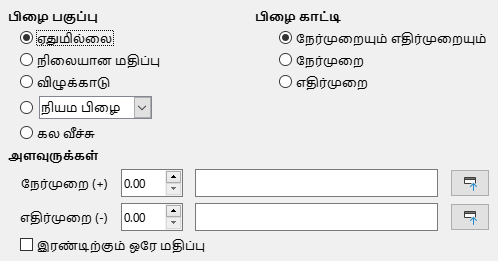 பிழை பகுப்பு
ஏதுமில்லை
நிலையான மதிப்பு
விழுக்காடு
நியம பிழை
கல வீச்சு
பிழை காட்டி
நேர்முறையும் எதிர்முறையும்
நேர்முறை
எதிர்முறை
அளவுருக்கள்
நேர்முறை (+) 0.00
எதிர்முறை (-) 0.00
இரண்டிற்கும் ஒரே மதிப்பு